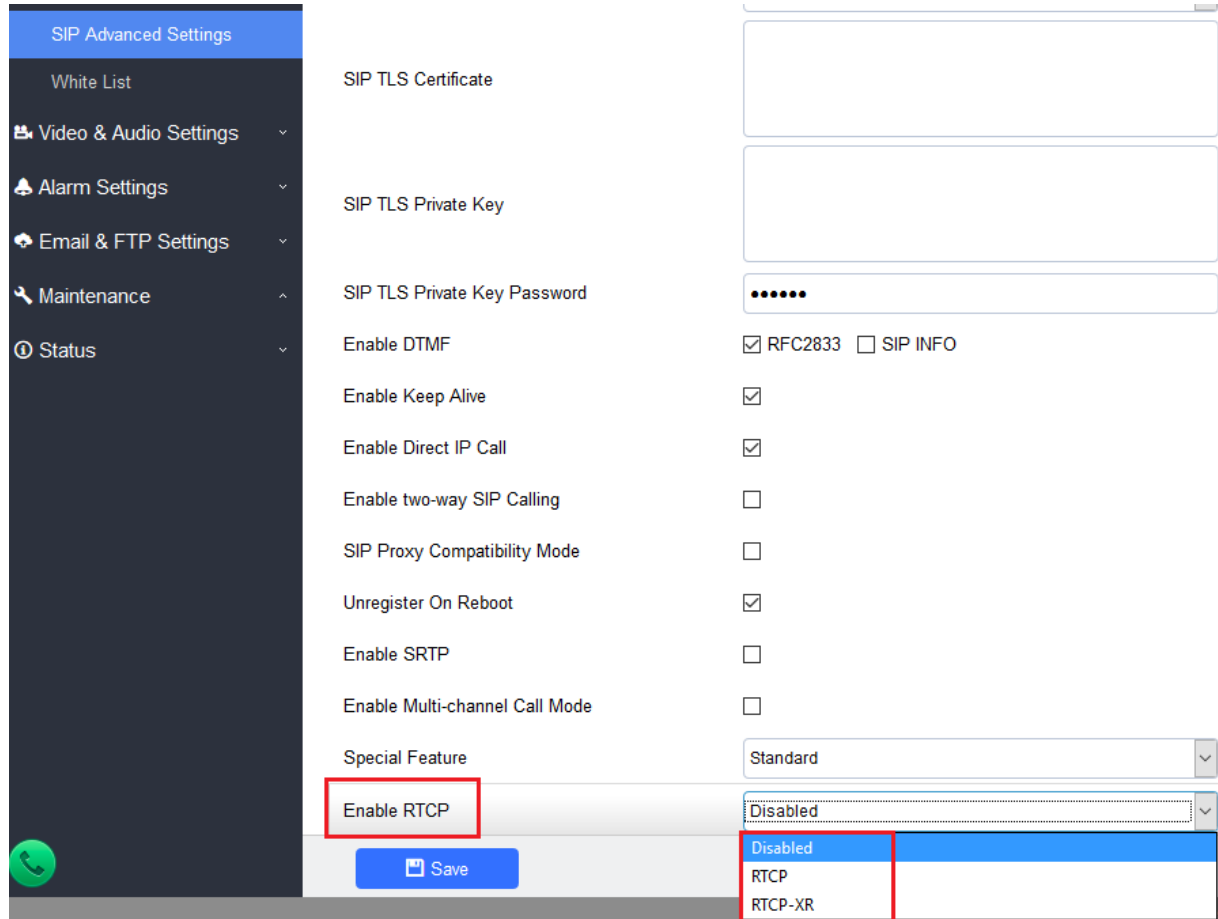 SIP Advanced Settings
White List
Video & Audio Settings
Alarm Settings
Email & FTP Settings
Maintenance
Status
SIP TLS Certificate
SIP TLS Private Key
SIP TLS Private Key Password ••••••
Enable DTMF RFC2833 SIP INFO
Enable Keep Alive
Enable Direct IP Call
Enable two-way SIP Calling
SIP Proxy Compatibility Mode
Unregister On Reboot
Enable SRTP
Enable Multi-channel Call Mode
Special Feature Standard
Enable RTCP Disabled
Disabled
RTCP
RTCP-XR
Save